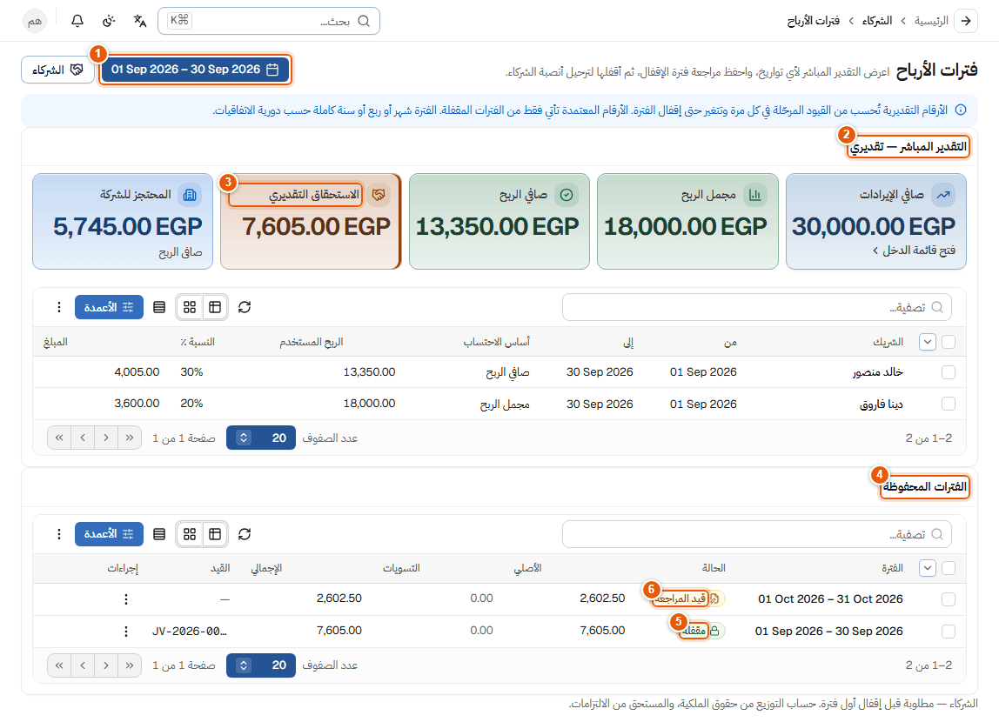 الرئيسية > الشركاء > فترات الأرباح
بحث... ⌘K
هم
فترات الأرباح
اعرض التقدير المباشر لأي تواريخ، واحفظ مراجعة فترة الإقفال، ثم أقفلها لترحيل أنصبة الشركاء.
1
01 Sep 2026 – 30 Sep 2026
الشركاء
الأرقام التقديرية تُحسب من القيود المرحّلة في كل مرة وتتغير حتى إقفال الفترة. الأرقام المعتمدة تأتي فقط من الفترات المقفلة. الفترة شهر أو ربع أو سنة كاملة حسب دورية الاتفاقيات.
2
التقدير المباشر — تقديري
صافي الإيرادات
30,000.00 EGP
فتح قائمة الدخل
مجمل الربح
18,000.00 EGP
صافي الربح
13,350.00 EGP
3
الاستحقاق التقديري
7,605.00 EGP
المحتجز للشركة
5,745.00 EGP
صافي الربح
تصفية...
الأعمدة
الشريك من إلى أساس الاحتساب الربح المستخدم النسبة ٪ المبلغ
خالد منصور 01 Sep 2026 30 Sep 2026 صافي الربح 13,350.00 30% 4,005.00
دينا فاروق 01 Sep 2026 30 Sep 2026 مجمل الربح 18,000.00 20% 3,600.00
1–2 من 2
عدد الصفوف 20 صفحة 1 من 1
4
الفترات المحفوظة
تصفية...
الأعمدة
الفترة الحالة الأصلي التسويات الإجمالي القيد إجراءات
6
01 Oct 2026 – 31 Oct 2026 قيد المراجعة 2,602.50 0.00 2,602.50 —
5
01 Sep 2026 – 30 Sep 2026 مقفلة 7,605.00 0.00 7,605.00 JV-2026-00...
1–2 من 2
عدد الصفوف 20 صفحة 1 من 1
الشركاء — مطلوبة قبل إقفال أول فترة. حساب التوزيع من حقوق الملكية، والمستحق من الالتزامات.